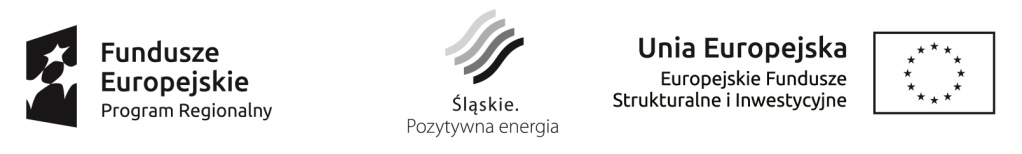 Fundusze
Europejskie
Program Regionalny
Śląskie.
Pozytywna energia
Unia Europejska
Europejskie Fundusze
Strukturalne i Inwestycyjne